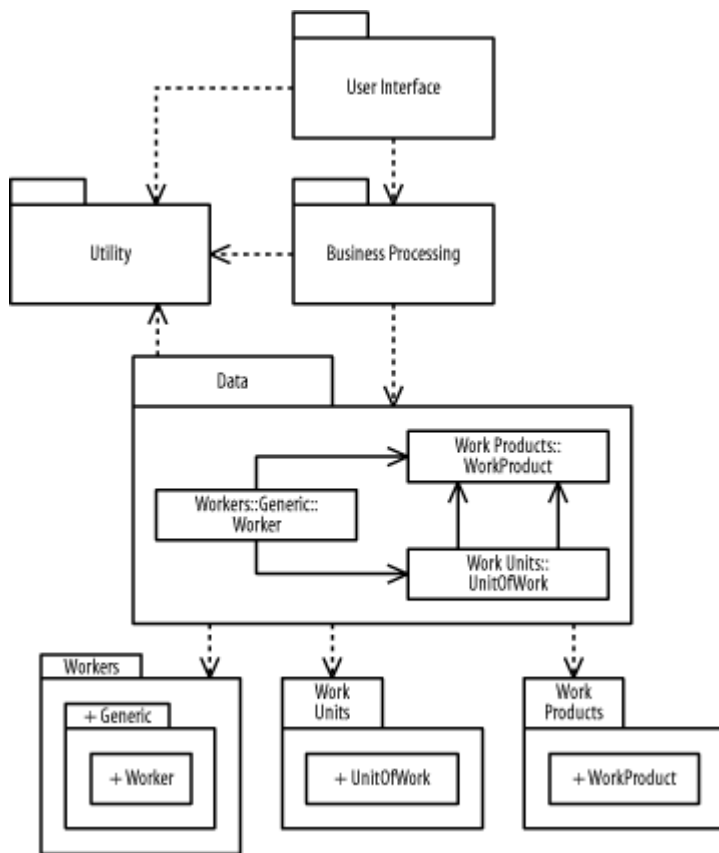 User Interface
Utility
Business Processing
Data
Work Products::
WorkProduct
Workers::Generic::
Worker
Work Units::
UnitOfWork
Workers
+ Generic
+ Worker
Work
Units
+ UnitOfWork
Work
Products
+ WorkProduct